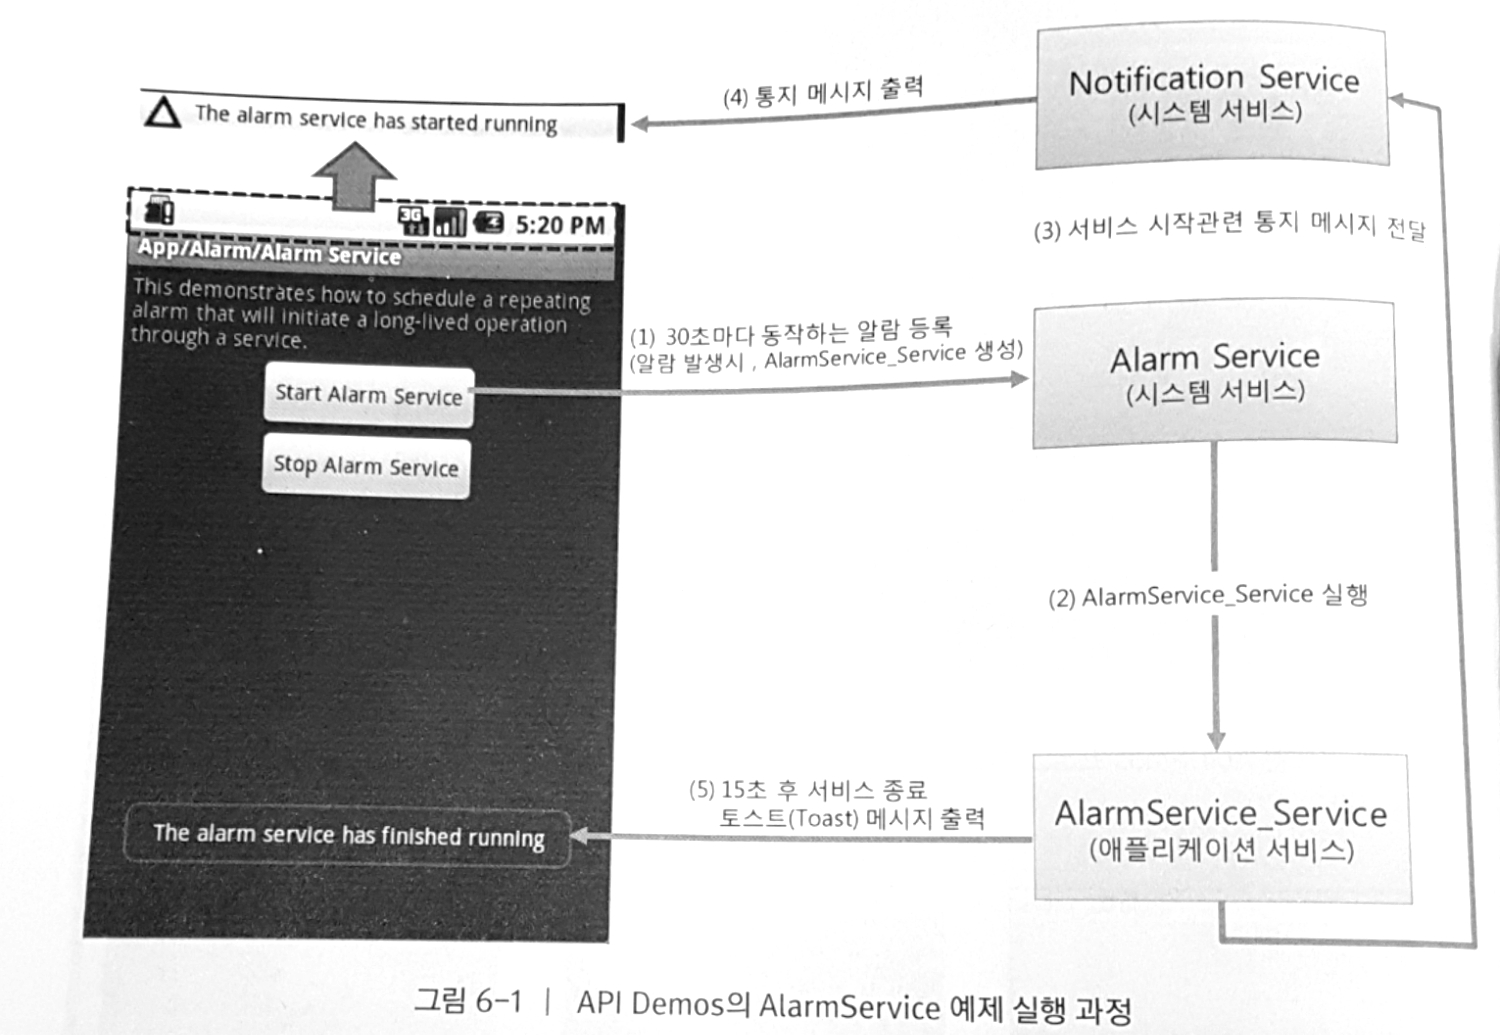 The alarm service has started running
(4) 통지 메시지 출력
Notification Service
(시스템 서비스)
3G
5:20 PM
App/Alarm/Alarm Service
This demonstrates how to schedule a repeating
alarm that will initiate a long-lived operation
through a service.
(3) 서비스 시작관련 통지 메시지 전달
(1) 30초마다 동작하는 알람 등록
(알람 발생시 , AlarmService_Service 생성)
Start Alarm Service
Alarm Service
(시스템 서비스)
Stop Alarm Service
(2) AlarmService_Service 실행
(5) 15초 후 서비스 종료
토스트(Toast) 메시지 출력
The alarm service has finished running
AlarmService_Service
(애플리케이션 서비스)
그림 6-1 | API Demos의 AlarmService 예제 실행 과정